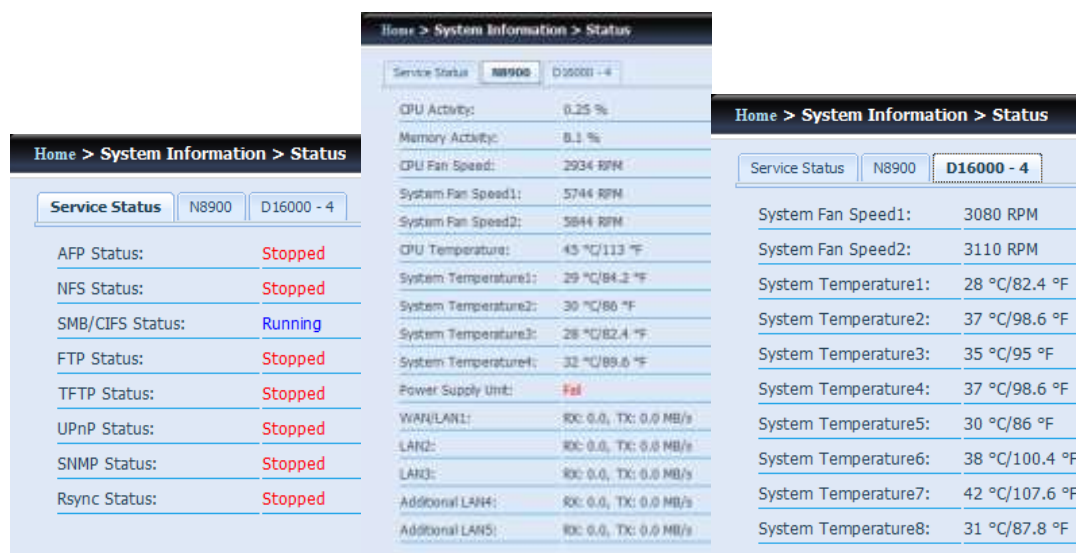 Home > System Information > Status
Service Status N8900 D16000 - 4
AFP Status: Stopped
NFS Status: Stopped
SMB/CIFS Status: Running
FTP Status: Stopped
TFTP Status: Stopped
UPnP Status: Stopped
SNMP Status: Stopped
Rsync Status: Stopped
Home > System Information > Status
Service Status N8900 D16000 - 4
CPU Activity: 0.25 %
Memory Activity: 8.1 %
CPU Fan Speed: 2934 RPM
System Fan Speed1: 5744 RPM
System Fan Speed2: 5844 RPM
CPU Temperature: 45 °C/113 °F
System Temperature1: 29 °C/84.2 °F
System Temperature2: 30 °C/86 °F
System Temperature3: 28 °C/82.4 °F
System Temperature4: 32 °C/89.6 °F
Power Supply Unit: Fail
WAN/LAN1: RX: 0.0, TX: 0.0 MB/s
LAN2: RX: 0.0, TX: 0.0 MB/s
LAN3: RX: 0.0, TX: 0.0 MB/s
Additional LAN4: RX: 0.0, TX: 0.0 MB/s
Additional LAN5: RX: 0.0, TX: 0.0 MB/s
Home > System Information > Status
Service Status N8900 D16000 - 4
System Fan Speed1: 3080 RPM
System Fan Speed2: 3110 RPM
System Temperature1: 28 °C/82.4 °F
System Temperature2: 37 °C/98.6 °F
System Temperature3: 35 °C/95 °F
System Temperature4: 37 °C/98.6 °F
System Temperature5: 30 °C/86 °F
System Temperature6: 38 °C/100.4 °F
System Temperature7: 42 °C/107.6 °F
System Temperature8: 31 °C/87.8 °F